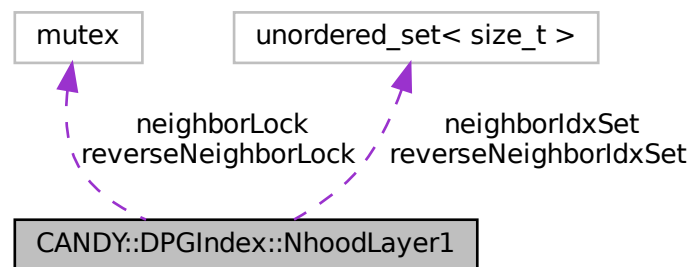 mutex
unordered_set< size_t >
neighborLock
reverseNeighborLock
neighborIdxSet
reverseNeighborIdxSet
CANDY::DPGIndex::NhoodLayer1